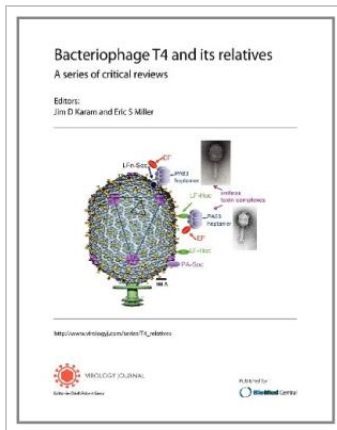 Bacteriophage T4 and its relatives
A series of critical reviews
Editors:
Jim D Karam and Eric S Miller
EF
LFn-Soc
PA63
heptamer
LF-Hoc
anthrax
toxin complexes
PA63
heptamer
EF
LF-Hoc
PA-Soc
http://www.virologyj.com/series/T4_relatives
VIROLOGY JOURNAL
Published by
BioMed Central